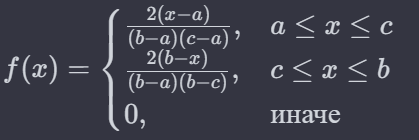 f(x) = { 2(x−a)/((b−a)(c−a)), a ≤ x ≤ c
2(b−x)/((b−a)(b−c)), c ≤ x ≤ b
0, иначе